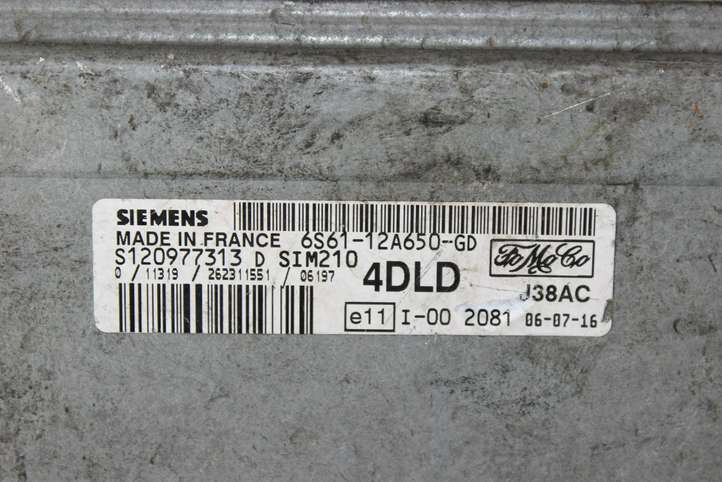 SIEMENS
MADE IN FRANCE 6S61-12A650-GD
S120977313 D SIM210
0 / 11319 / 262311551 / 06197
4DLD
FoMoCo
J38AC
e11 I-00 2081 06-07-16